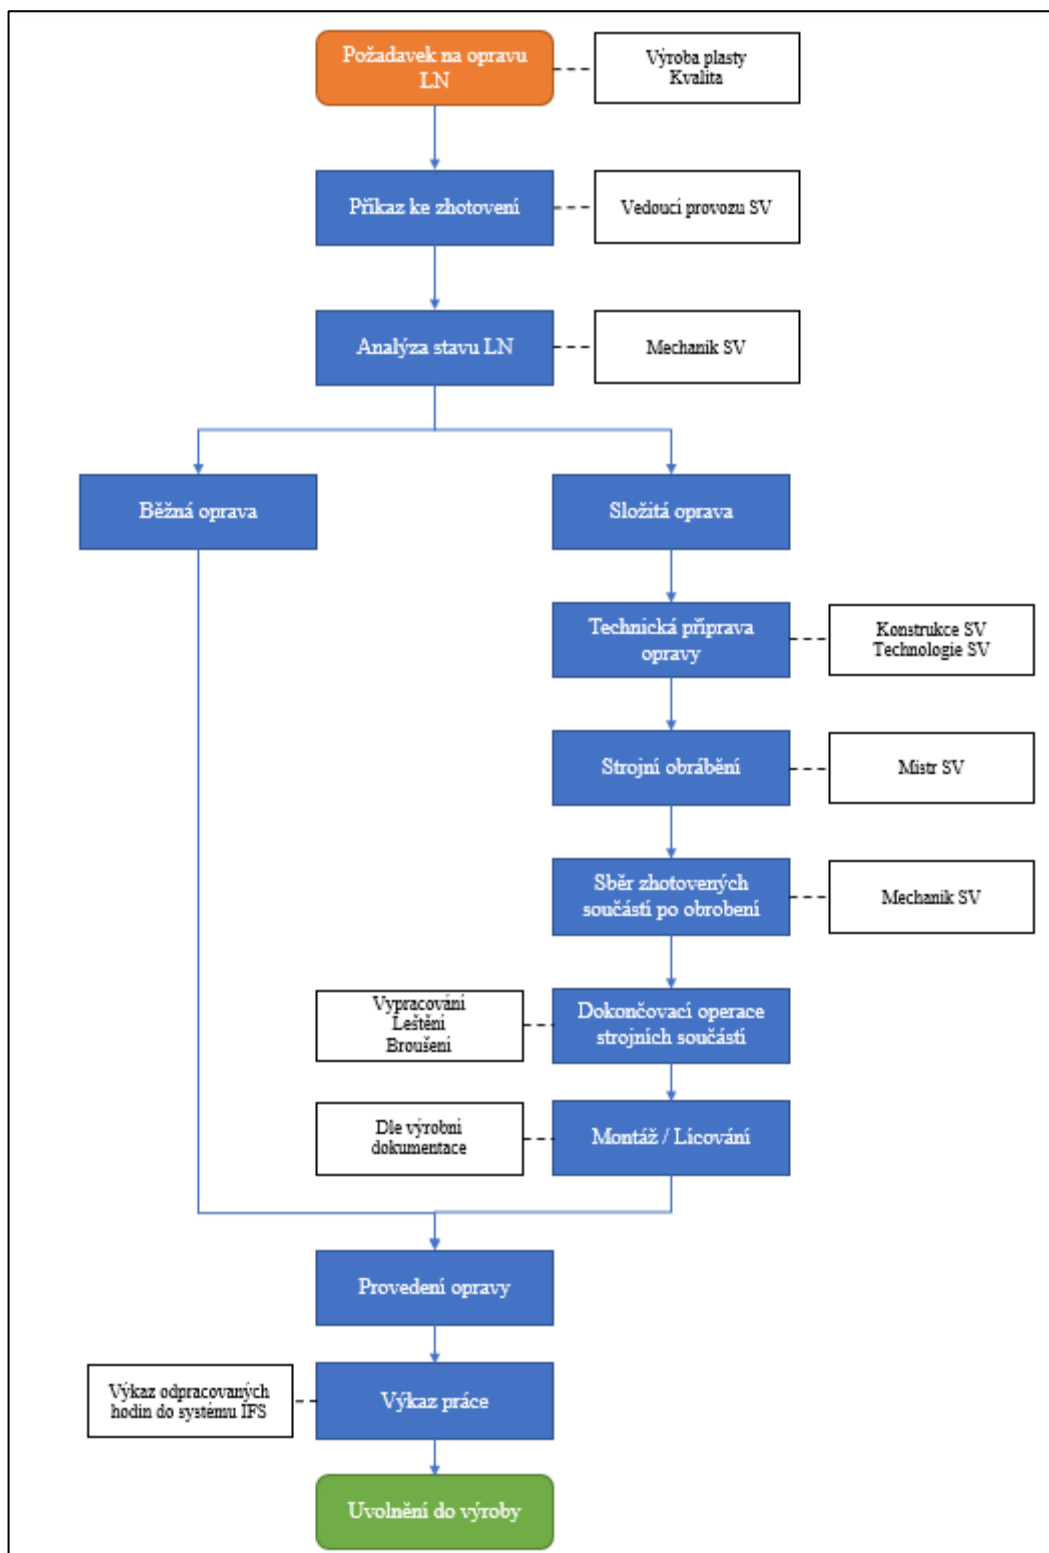 Požadavek na opravu
LN
Výroba plasty
Kvalita
Příkaz ke zhotovení
Vedoucí provozu SV
Analýza stavu LN
Mechanik SV
Běžná oprava
Složitá oprava
Technická příprava
opravy
Konstrukce SV
Technologie SV
Strojní obrábění
Mistr SV
Sběr zhotovených
součástí po obrobení
Mechanik SV
Vypracování
Leštění
Broušení
Dokončovací operace
strojních součástí
Dle výrobní
dokumentace
Montáž / Lícování
Provedení opravy
Výkaz odpracovaných
hodin do systému IFS
Výkaz práce
Uvolnění do výroby